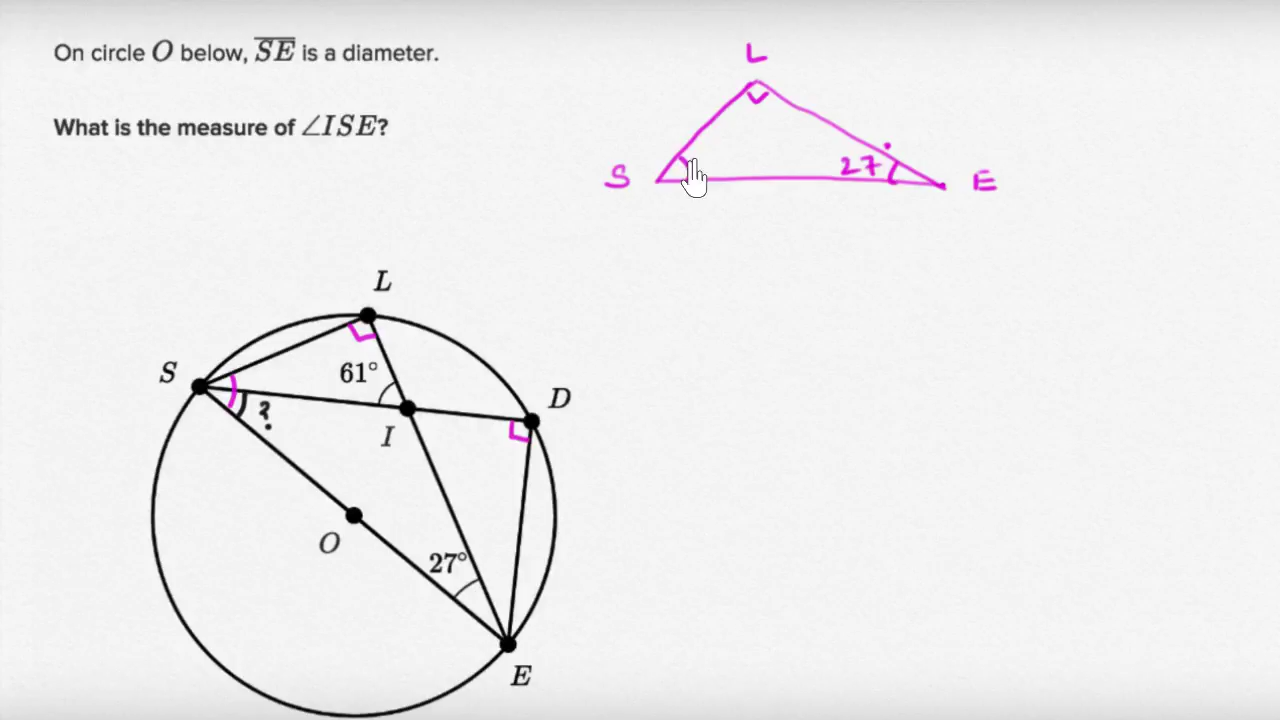 On circle O below, SE is a diameter.
What is the measure of ∠ISE?
L
S
27
E
L
S
61°
D
?
I
O
27°
E